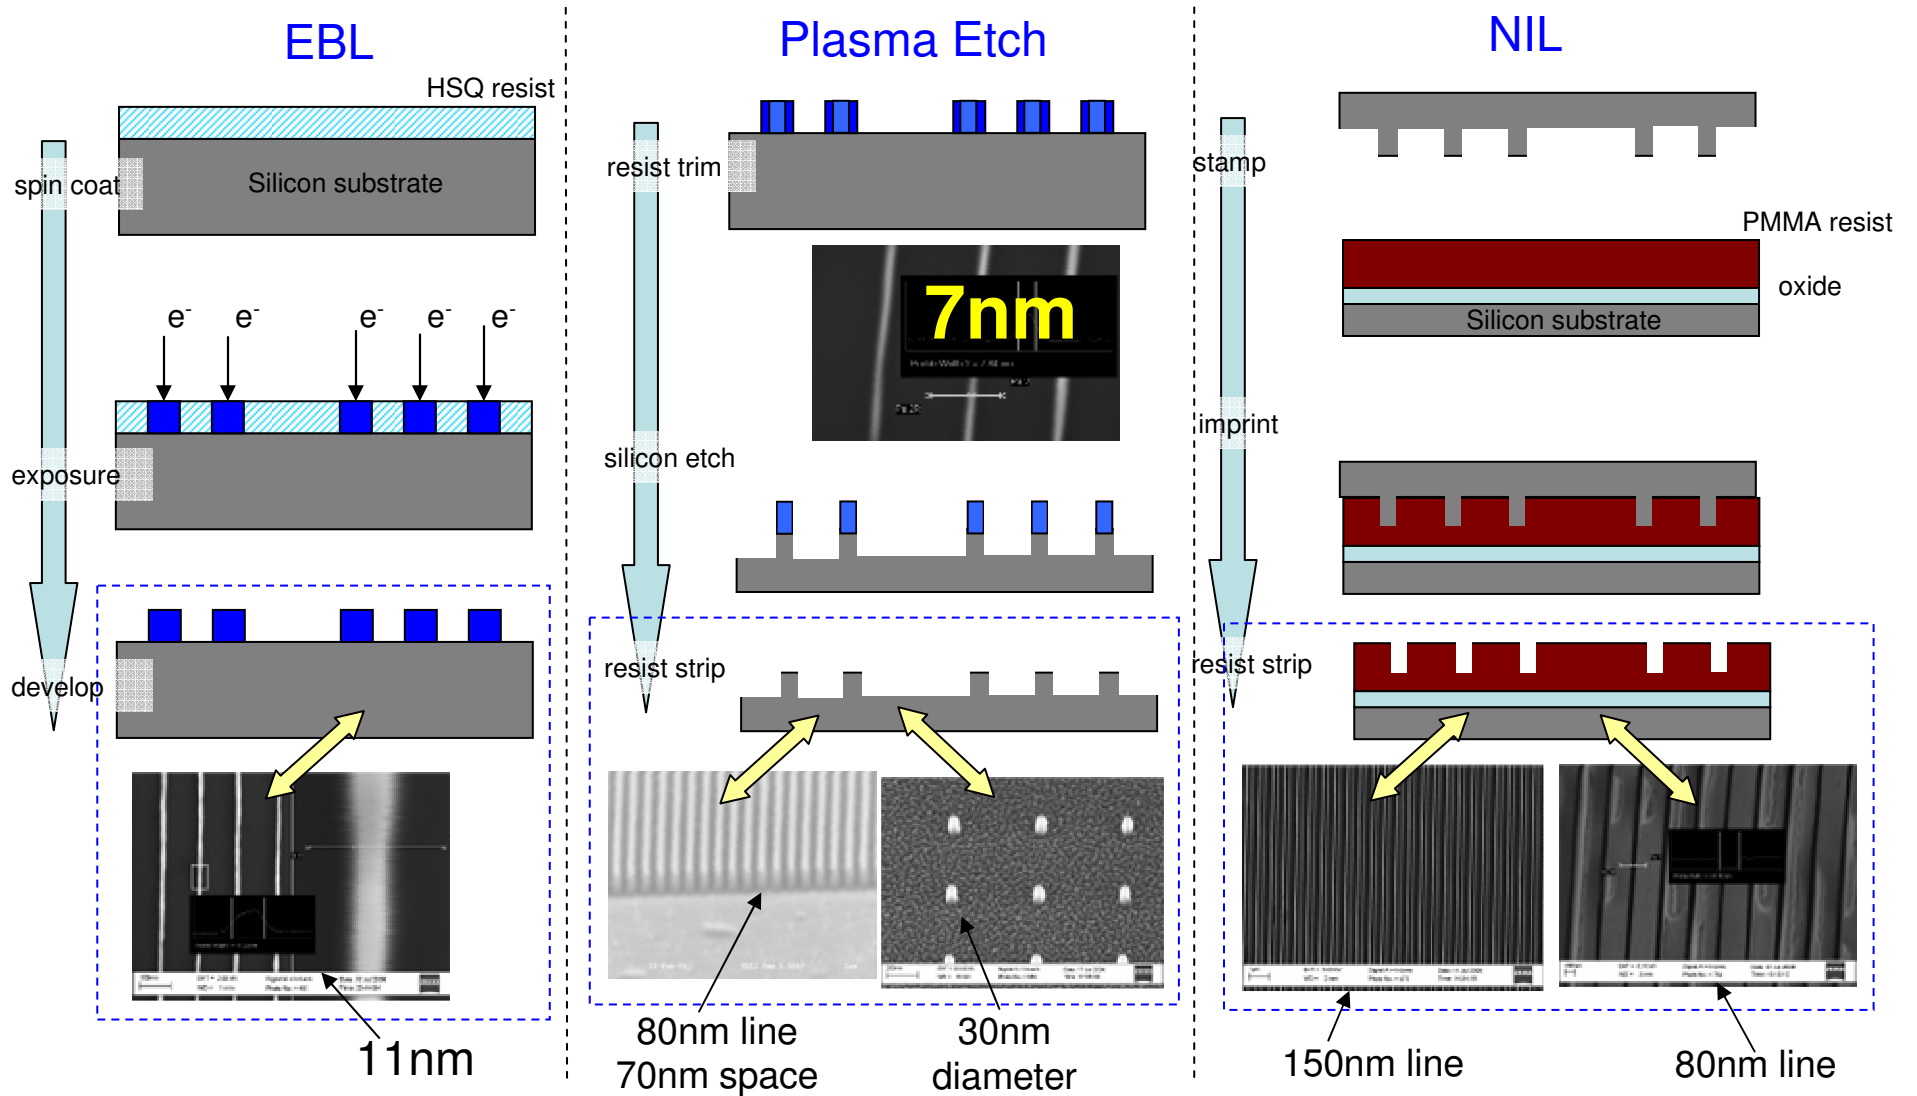 EBL
HSQ resist
spin coat
Silicon substrate
e-
e-
e-
e-
e-
exposure
develop
11nm
Plasma Etch
resist trim
7nm
silicon etch
resist strip
80nm line
70nm space
30nm
diameter
NIL
stamp
PMMA resist
oxide
Silicon substrate
imprint
resist strip
150nm line
80nm line